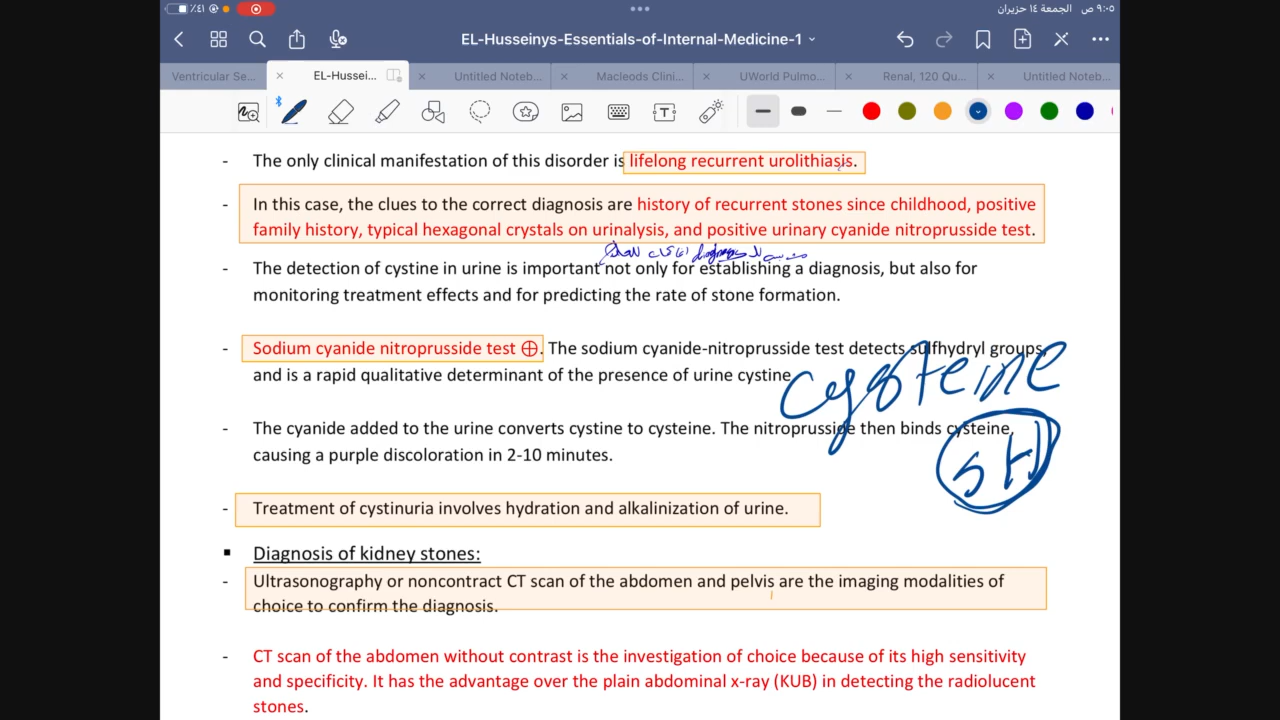 ٪٤١
الجمعة ١٤ حزيران ٩:٠٥ ص
EL-Husseinys-Essentials-of-Internal-Medicine-1
Ventricular Se...
EL-Hussei...
Untitled Noteb...
Macleods Clini...
UWorld Pulmo...
Renal, 120 Qu...
Untitled Noteb...
- The only clinical manifestation of this disorder is lifelong recurrent urolithiasis.
- In this case, the clues to the correct diagnosis are history of recurrent stones since childhood, positive
family history, typical hexagonal crystals on urinalysis, and positive urinary cyanide nitroprusside test.
diagnosis
- The detection of cystine in urine is important not only for establishing a diagnosis, but also for
monitoring treatment effects and for predicting the rate of stone formation.
- Sodium cyanide nitroprusside test ⊕. The sodium cyanide-nitroprusside test detects sulfhydryl groups,
and is a rapid qualitative determinant of the presence of urine cystine.
cysteine
- The cyanide added to the urine converts cystine to cysteine. The nitroprusside then binds cysteine,
causing a purple discoloration in 2-10 minutes.
SH
- Treatment of cystinuria involves hydration and alkalinization of urine.
▪ Diagnosis of kidney stones:
- Ultrasonography or noncontract CT scan of the abdomen and pelvis are the imaging modalities of
choice to confirm the diagnosis.
- CT scan of the abdomen without contrast is the investigation of choice because of its high sensitivity
and specificity. It has the advantage over the plain abdominal x-ray (KUB) in detecting the radiolucent
stones.